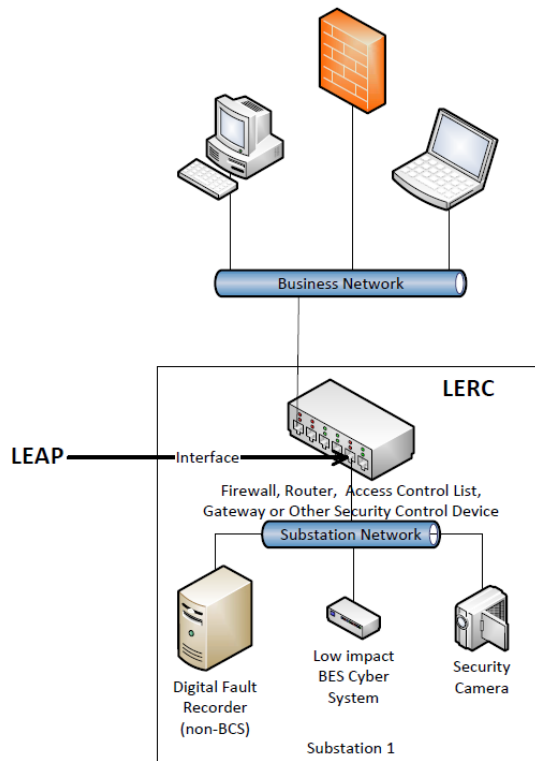 Business Network
LERC
LEAP
Interface
Firewall, Router, Access Control List,
Gateway or Other Security Control Device
Substation Network
Digital Fault
Recorder
(non-BCS)
Low impact
BES Cyber
System
Security
Camera
Substation 1